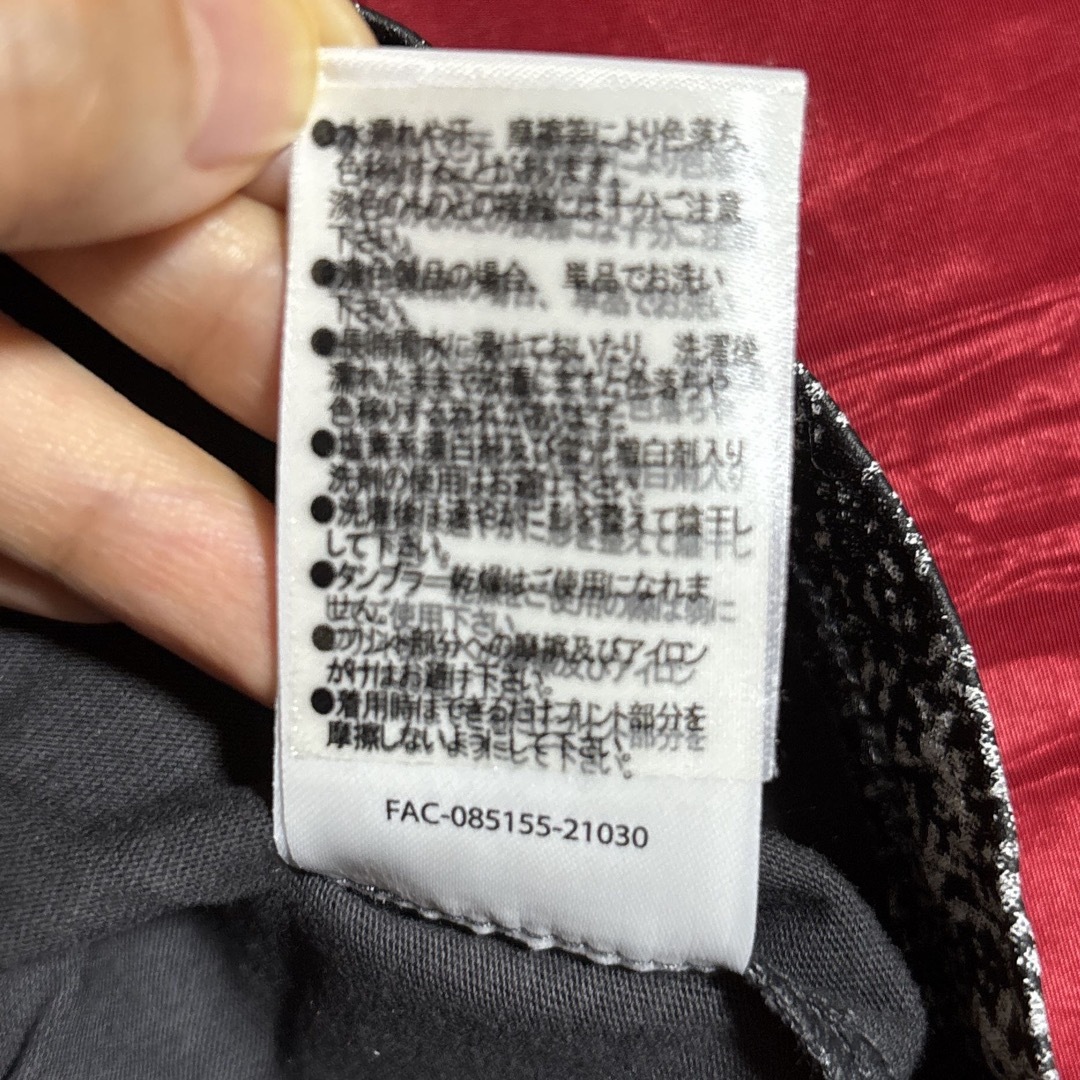 ●水濡れや汗、摩擦等により色落ち、
色移りすることがあります。
淡色のものとの接触には十分ご注意
下さい。
●濃色製品の場合、単品でお洗い
下さい。
●長時間水に浸けておいたり、洗濯後
濡れたままで放置しますと色落ちや
色移りする恐れがあります。
●塩素系漂白剤及び蛍光増白剤入り
洗剤の使用はお避け下さい。
●洗濯後は速やかに形を整えて陰干し
して下さい。
●タンブラー乾燥はご使用になれま
せん。
●プリント部分への摩擦及びアイロン
がけはお避け下さい。
●着用時はできるだけプリント部分を
摩擦しないようにして下さい。
FAC-085155-21030